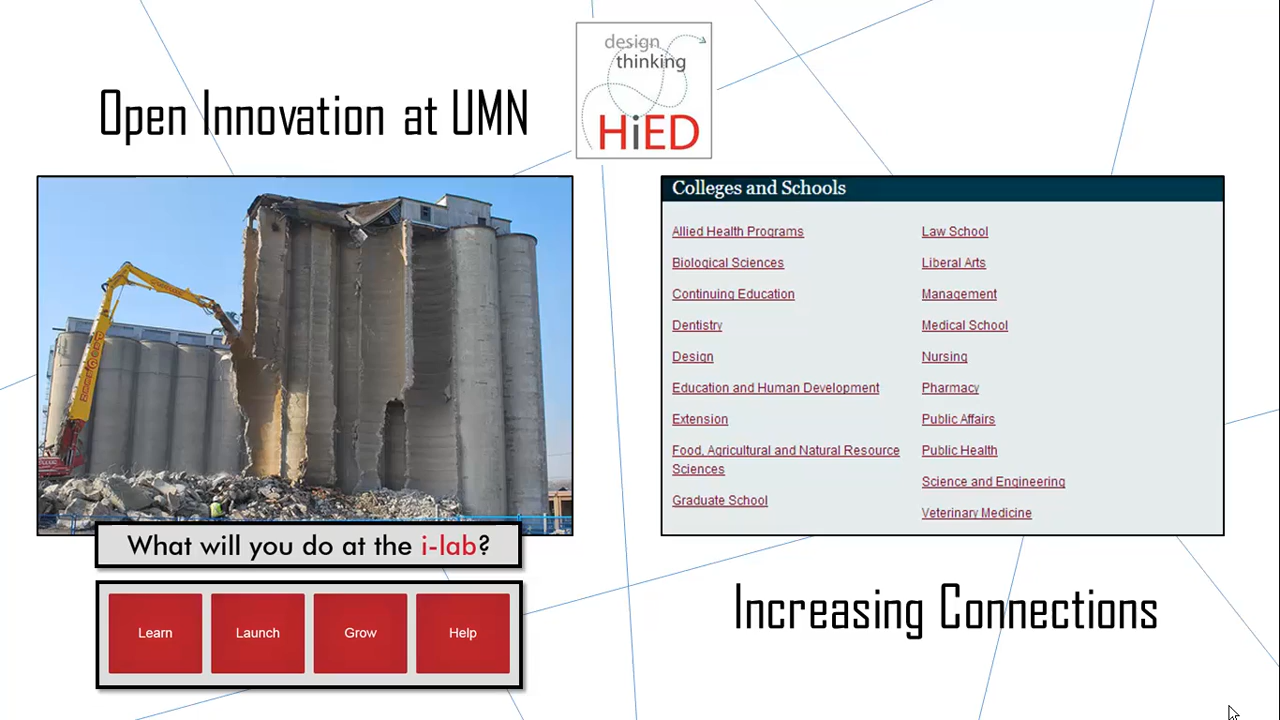 design
thinking
HiED
Open Innovation at UMN
What will you do at the i-lab?
Learn
Launch
Grow
Help
Colleges and Schools
Allied Health Programs
Biological Sciences
Continuing Education
Dentistry
Design
Education and Human Development
Extension
Food, Agricultural and Natural Resource
Sciences
Graduate School
Law School
Liberal Arts
Management
Medical School
Nursing
Pharmacy
Public Affairs
Public Health
Science and Engineering
Veterinary Medicine
Increasing Connections